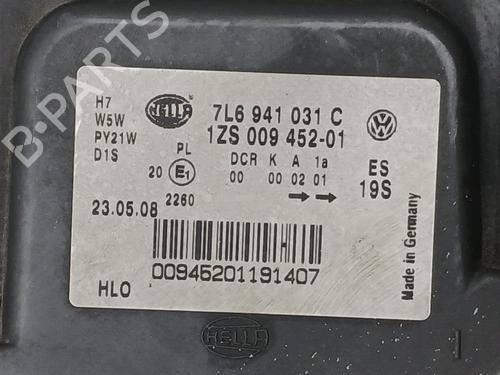 B-PARTS
H7
W5W
PY21W
D1S
HELLA
7L6 941 031 C
1ZS 009 452-01
PL
DCR K A 1a
20 E1 00 00 02 01
2260
ES
19S
23.05.08
H
00945201191407
HLO
Made in Germany
HELLA